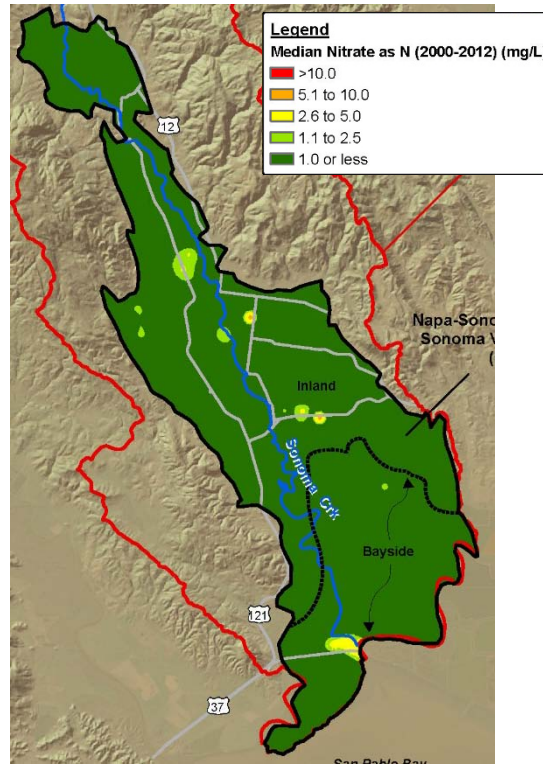 Legend
Median Nitrate as N (2000-2012) (mg/L)
>10.0
5.1 to 10.0
2.6 to 5.0
1.1 to 2.5
1.0 or less
12
Napa-Sono
Sonoma V
(
Inland
Sonoma Crk
Bayside
121
37
San Pablo Bay